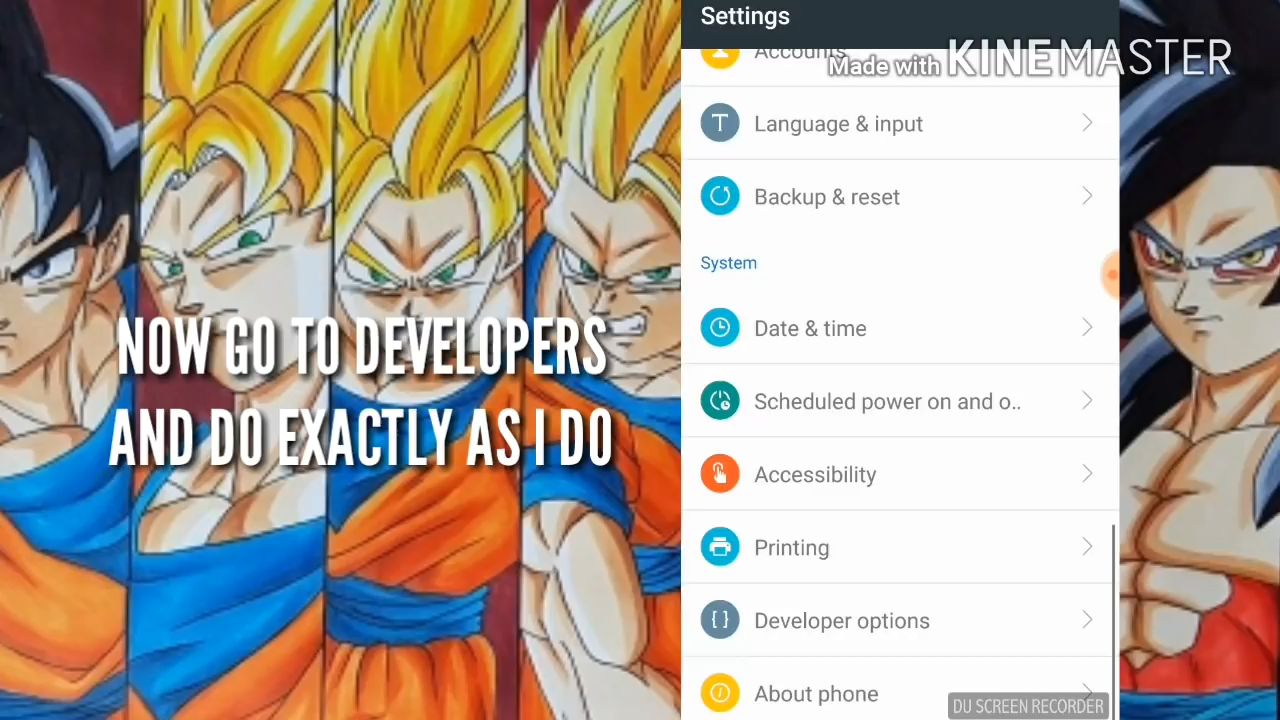 Settings
Accounts
Made with KINEMASTER
Language & input
Backup & reset
System
Date & time
Scheduled power on and o..
Accessibility
Printing
Developer options
About phone
DU SCREEN RECORDER
NOW GO TO DEVELOPERS
AND DO EXACTLY AS I DO